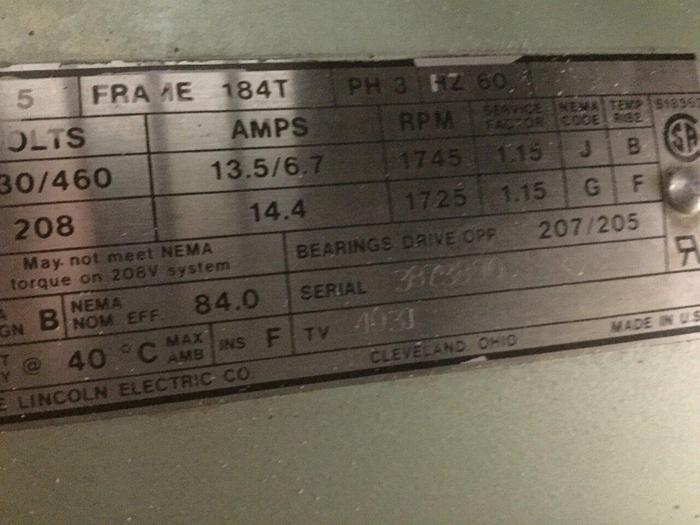 5 FRAME 184T PH 3 HZ 60
OLTS AMPS RPM SERVICE FACTOR NEMA CODE TEMP RISE
30/460 13.5/6.7 1745 1.15 J B
208 14.4 1725 1.15 G F
May not meet NEMA
torque on 208V system
BEARINGS DRIVE OPP 207/205
GN B NEMA NOM. EFF. 84.0 SERIAL
@ 40 °C MAX AMB INS F TV
CLEVELAND, OHIO MADE IN U.S
E LINCOLN ELECTRIC CO.